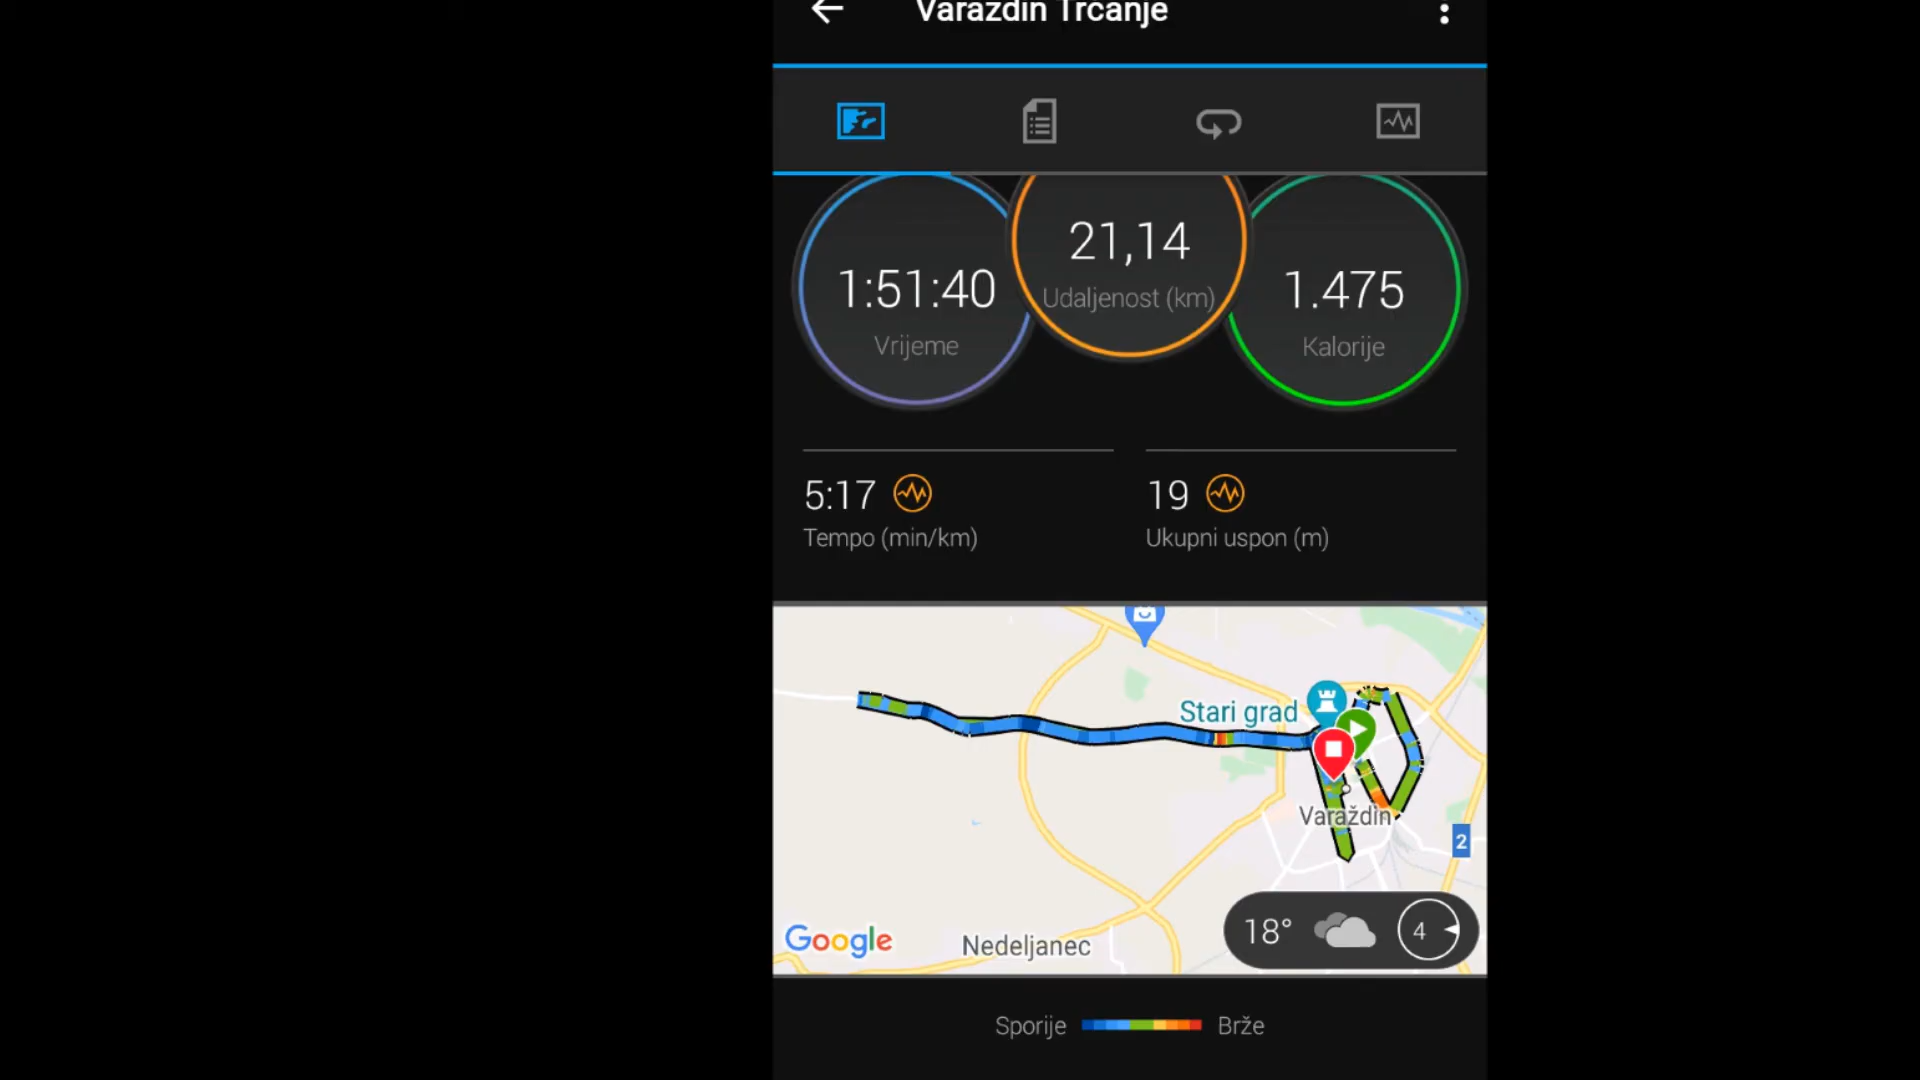 Varaždin Trčanje
21,14
Udaljenost (km)
1:51:40
Vrijeme
1.475
Kalorije
5:17
Tempo (min/km)
19
Ukupni uspon (m)
Stari grad
Varaždin
2
18°
4
Google
Nedeljanec
Sporije
Brže